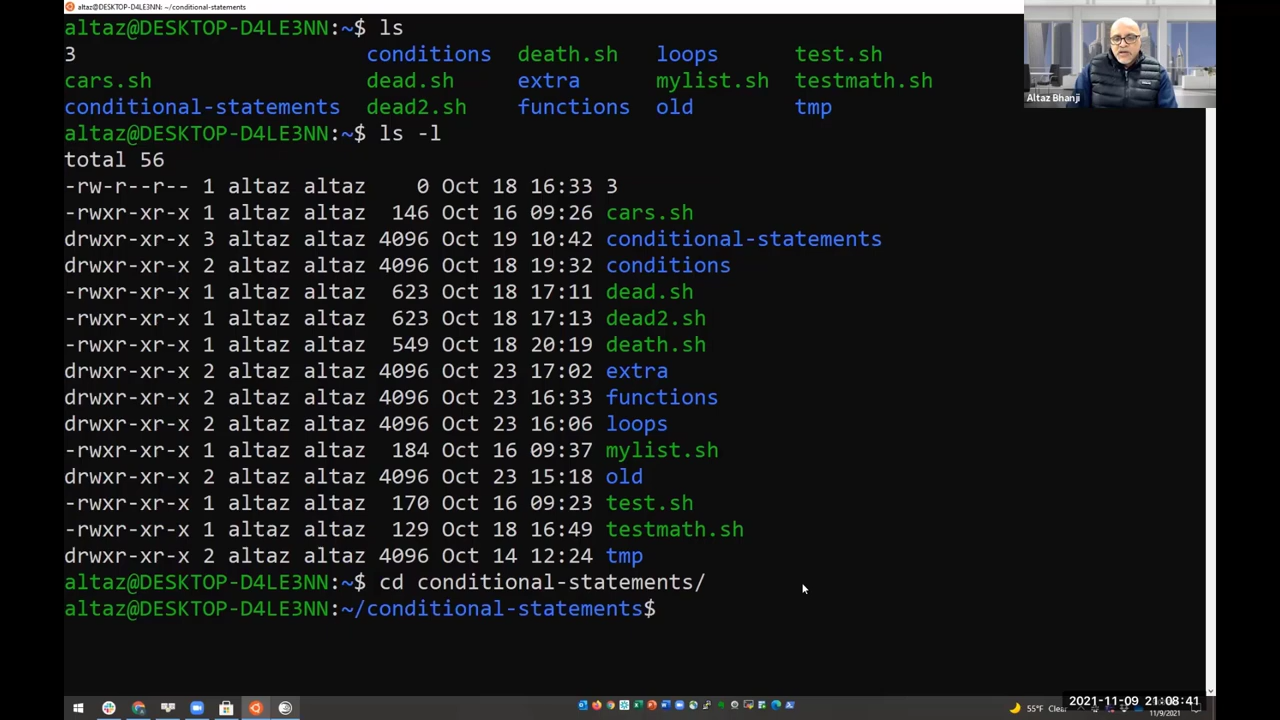 altaz@DESKTOP-D4LE3NN: ~/conditional-statements
altaz@DESKTOP-D4LE3NN:~$ ls
3 conditions death.sh loops test.sh
cars.sh dead.sh extra mylist.sh testmath.sh
conditional-statements dead2.sh functions old tmp
altaz@DESKTOP-D4LE3NN:~$ ls -l
total 56
-rw-r--r-- 1 altaz altaz 0 Oct 18 16:33 3
-rwxr-xr-x 1 altaz altaz 146 Oct 16 09:26 cars.sh
drwxr-xr-x 3 altaz altaz 4096 Oct 19 10:42 conditional-statements
drwxr-xr-x 2 altaz altaz 4096 Oct 18 19:32 conditions
-rwxr-xr-x 1 altaz altaz 623 Oct 18 17:11 dead.sh
-rwxr-xr-x 1 altaz altaz 623 Oct 18 17:13 dead2.sh
-rwxr-xr-x 1 altaz altaz 549 Oct 18 20:19 death.sh
drwxr-xr-x 2 altaz altaz 4096 Oct 23 17:02 extra
drwxr-xr-x 2 altaz altaz 4096 Oct 23 16:33 functions
drwxr-xr-x 2 altaz altaz 4096 Oct 23 16:06 loops
-rwxr-xr-x 1 altaz altaz 184 Oct 16 09:37 mylist.sh
drwxr-xr-x 2 altaz altaz 4096 Oct 23 15:18 old
-rwxr-xr-x 1 altaz altaz 170 Oct 16 09:23 test.sh
-rwxr-xr-x 1 altaz altaz 129 Oct 18 16:49 testmath.sh
drwxr-xr-x 2 altaz altaz 4096 Oct 14 12:24 tmp
altaz@DESKTOP-D4LE3NN:~$ cd conditional-statements/
altaz@DESKTOP-D4LE3NN:~/conditional-statements$
Altaz Bhanji
2021-11-09 21:08:41
55°F Clear
11/9/2021